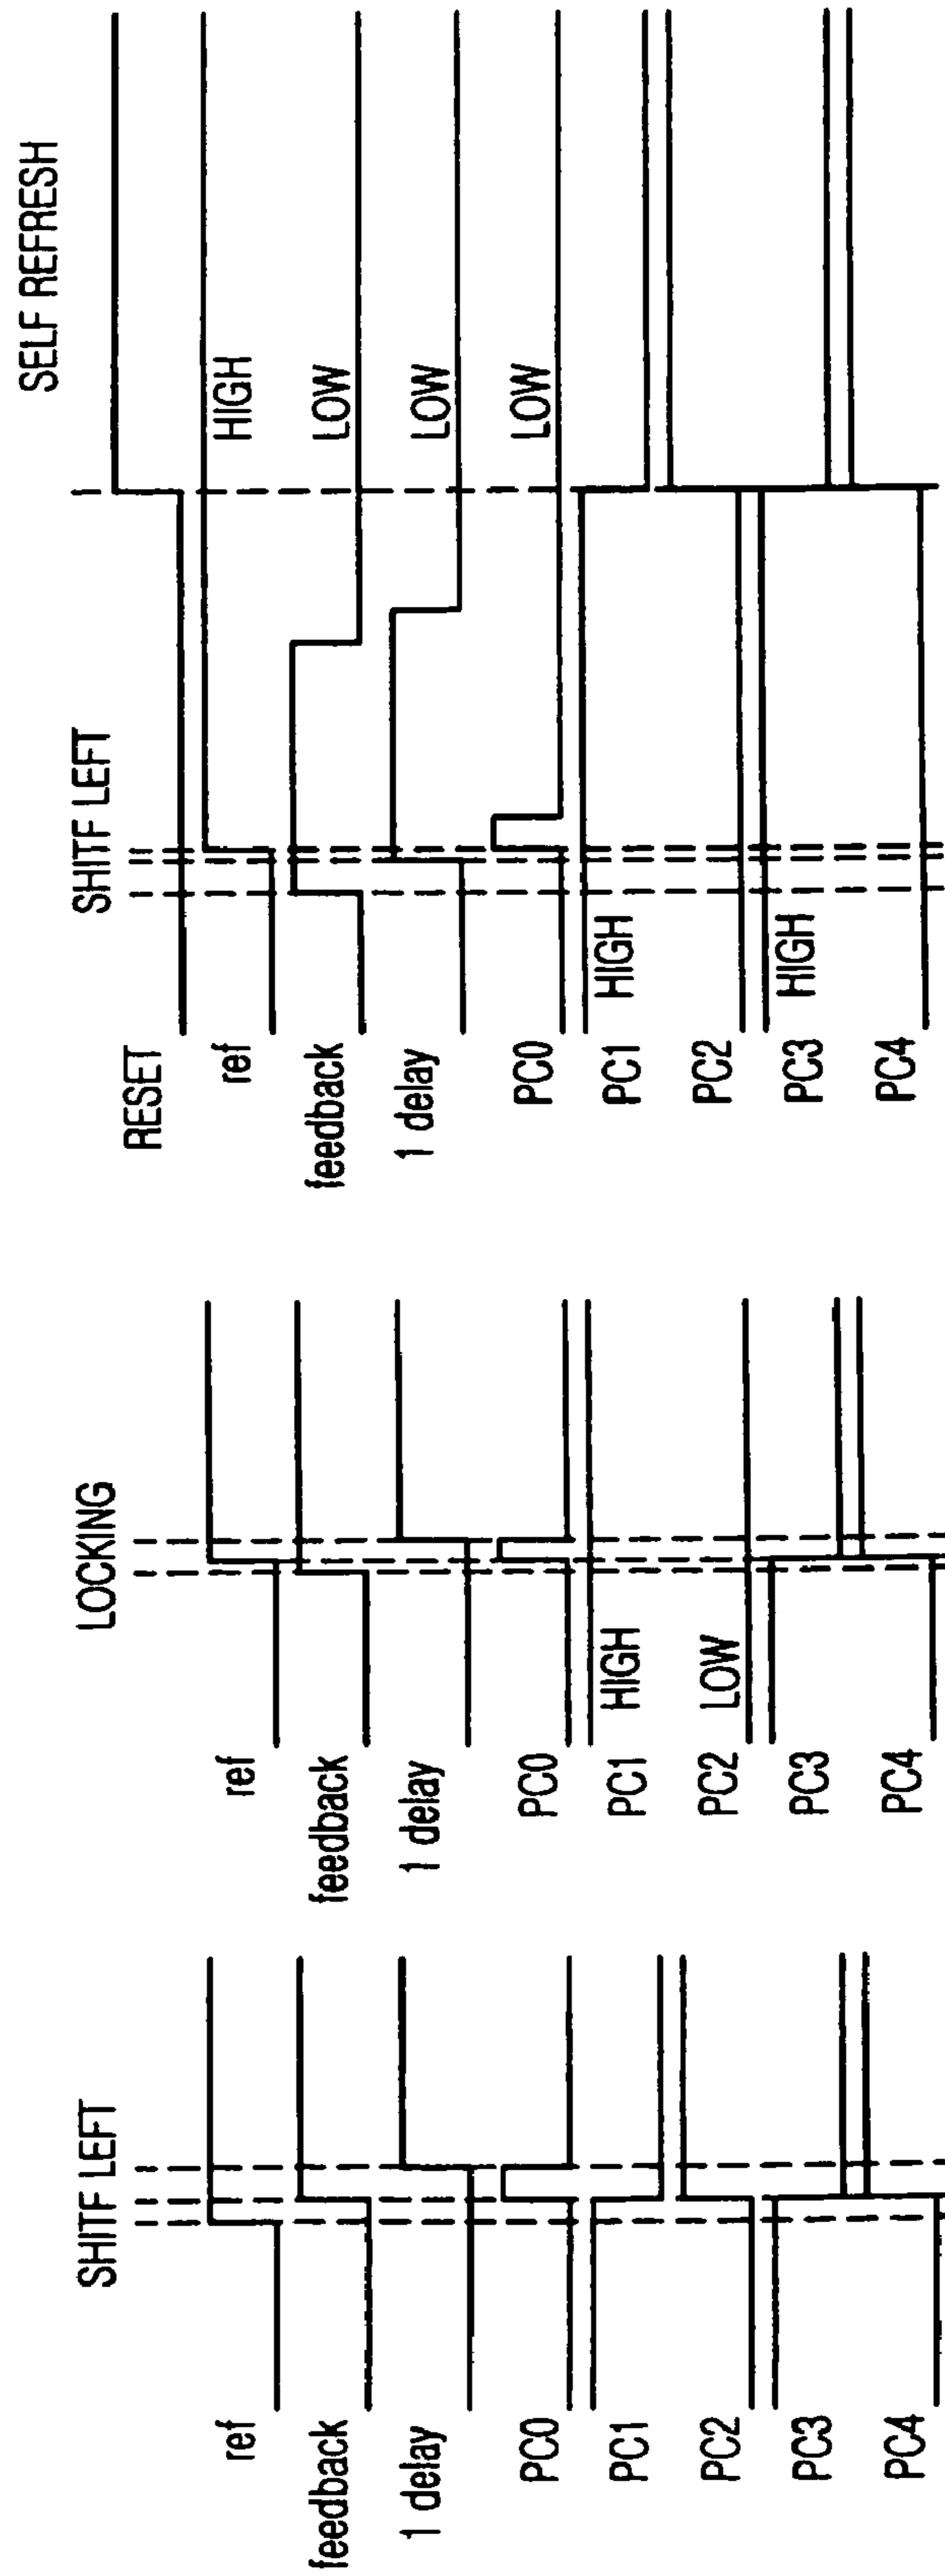 SHITF LEFT
ref
feedback
1 delay
PC0
PC1
PC2
PC3
PC4
LOCKING
ref
feedback
1 delay
PC0
PC1
HIGH
PC2
LOW
PC3
PC4
SHITF LEFT
SELF REFRESH
RESET
ref
HIGH
feedback
LOW
1 delay
LOW
PC0
LOW
PC1
HIGH
PC2
PC3
HIGH
PC4